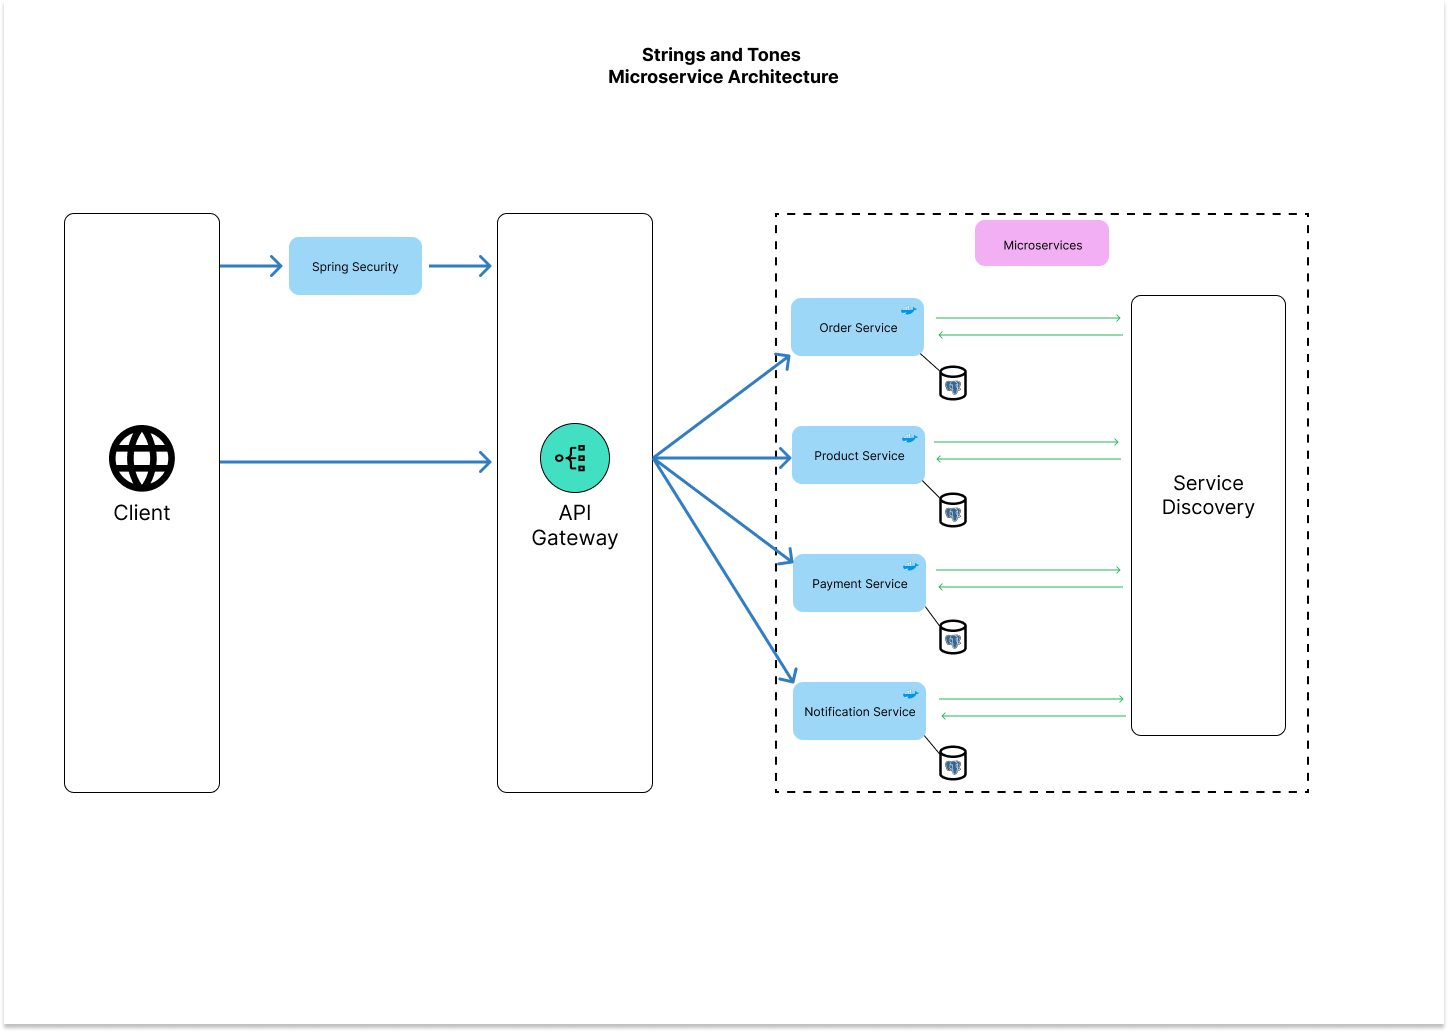 Strings and Tones
Microservice Architecture
Client
Spring Security
API
Gateway
Microservices
Order Service
Product Service
Payment Service
Notification Service
Service
Discovery